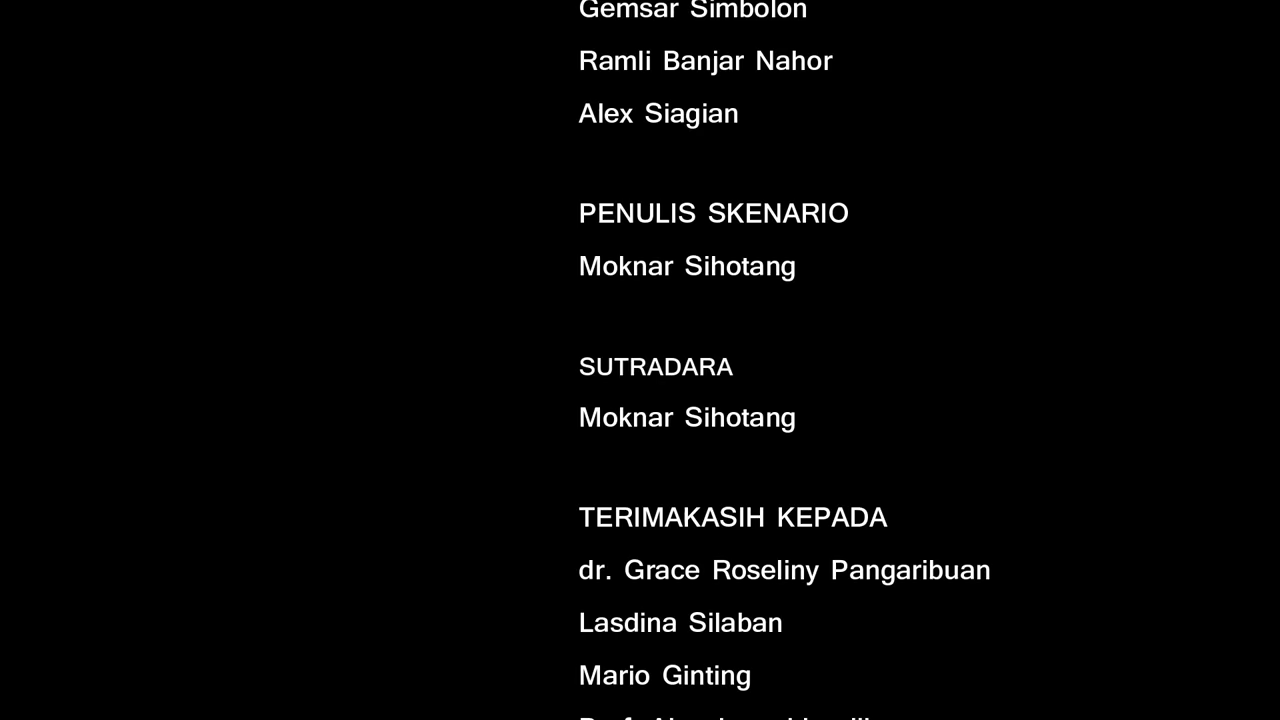 Gemsar Simbolon
Ramli Banjar Nahor
Alex Siagian
PENULIS SKENARIO
Moknar Sihotang
SUTRADARA
Moknar Sihotang
TERIMAKASIH KEPADA
dr. Grace Roseliny Pangaribuan
Lasdina Silaban
Mario Ginting